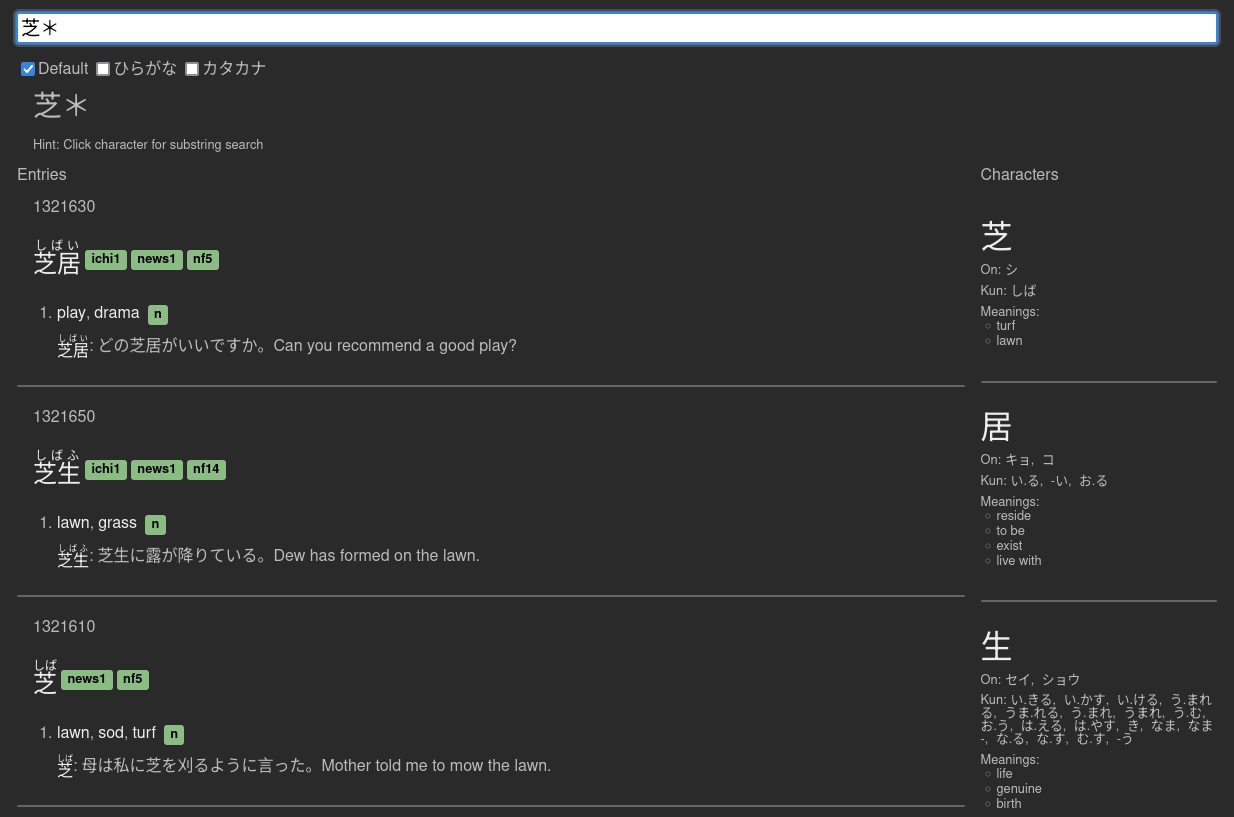 芝＊
Default ひらがな カタカナ
芝＊
Hint: Click character for substring search
Entries
1321630
しばい
芝居 ichi1 news1 nf5
1. play, drama n
しばい
芝居: どの芝居がいいですか。Can you recommend a good play?
1321650
しばふ
芝生 ichi1 news1 nf14
1. lawn, grass n
しばふ
芝生: 芝生に露が降りている。Dew has formed on the lawn.
1321610
しば
芝 news1 nf5
1. lawn, sod, turf n
しば
芝: 母は私に芝を刈るように言った。Mother told me to mow the lawn.
Characters
芝
On: シ
Kun: しば
Meanings:
turf
lawn
居
On: キョ, コ
Kun: い.る, -い, お.る
Meanings:
reside
to be
exist
live with
生
On: セイ, ショウ
Kun: い.きる, い.かす, い.ける, う.まれ
る, うま.れる, う.まれ, うまれ, う.む,
お.う, は.える, は.やす, き, なま, なま
-, な.る, な.す, む.す, -う
Meanings:
life
genuine
birth